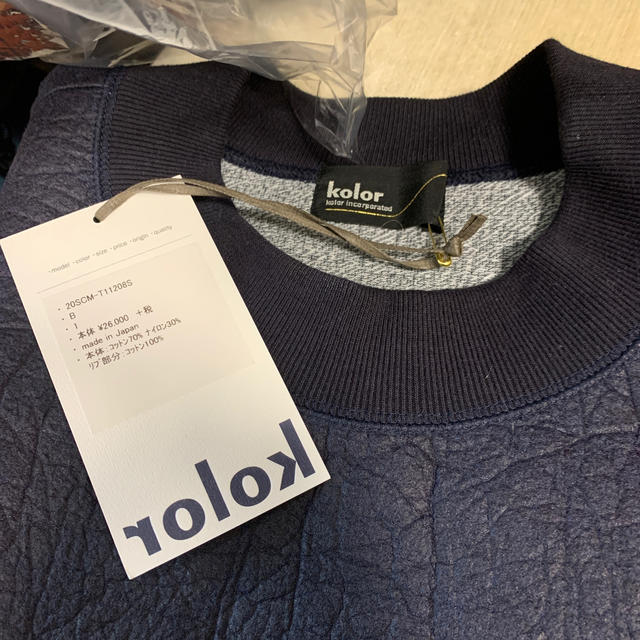 kolor
kolor incorporated
・model ・color ・size ・price ・origin ・quality
・20SCM-T11208S
・B
・1
・本体 ¥26,000 +税
・made in Japan
・本体:コットン70% ナイロン30%
リブ部分:コットン100%
kolor